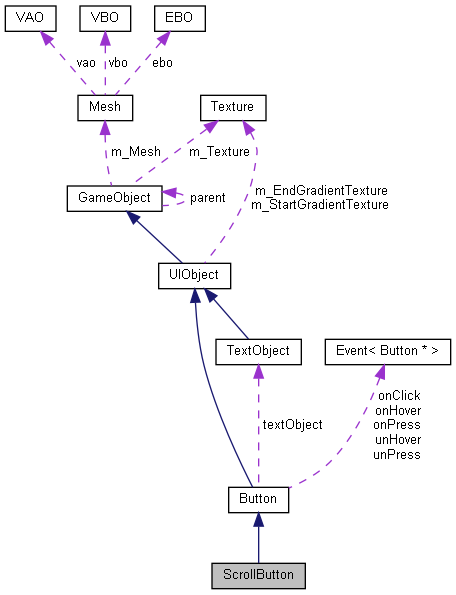 VAO
VBO
EBO
vao
vbo
ebo
Mesh
Texture
m_Mesh
m_Texture
GameObject
parent
m_EndGradientTexture
m_StartGradientTexture
UIObject
TextObject
Event< Button * >
textObject
onClick
onHover
onPress
unHover
unPress
Button
ScrollButton